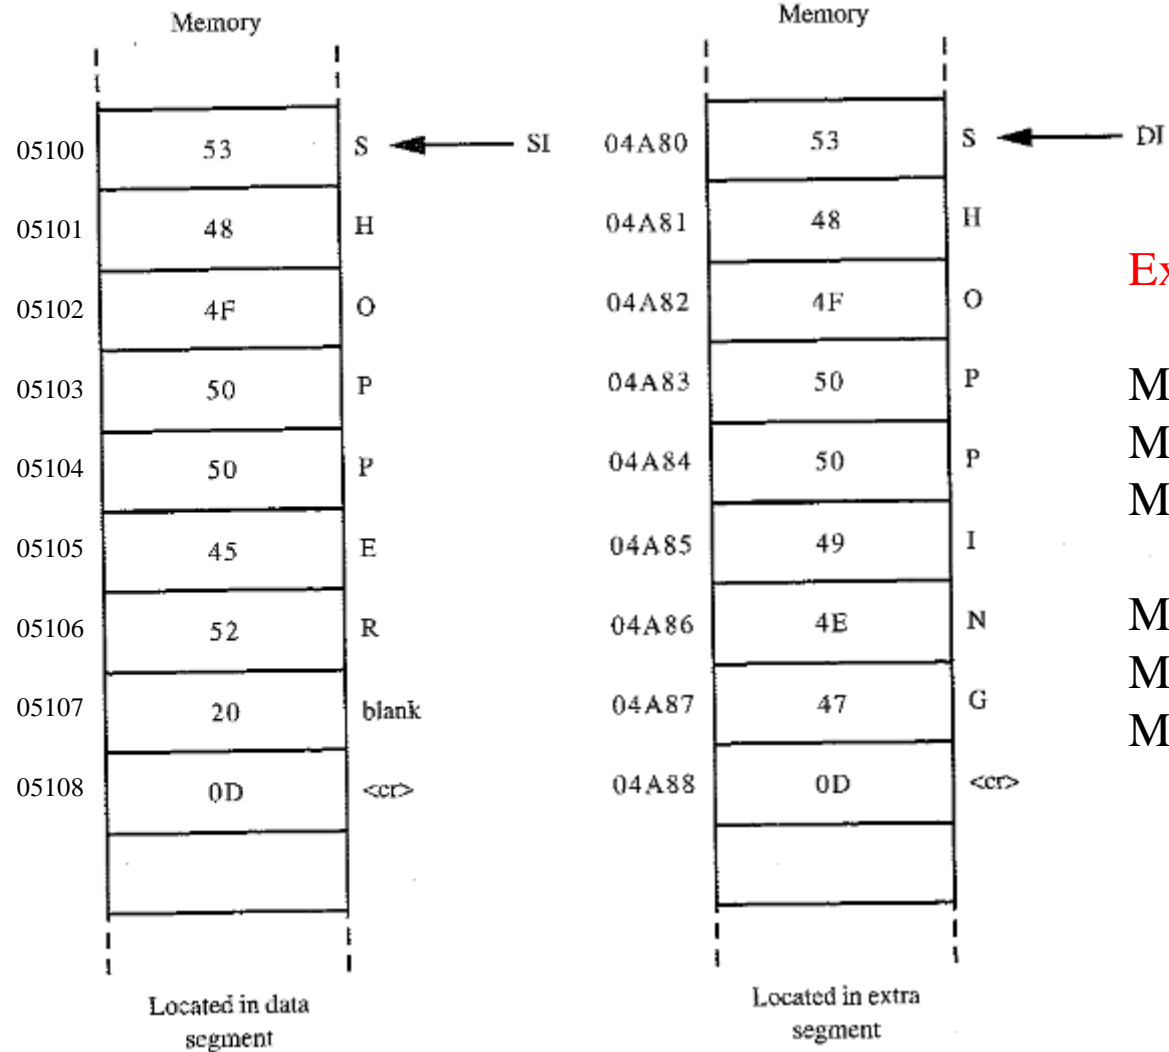 Memory
05100 53 S SI
05101 48 H
05102 4F O
05103 50 P
05104 50 P
05105 45 E
05106 52 R
05107 20 blank
05108 0D <cr>
Located in data
segment
Memory
04A80 53 S DI
04A81 48 H
04A82 4F O
04A83 50 P
04A84 50 P
04A85 49 I
04A86 4E N
04A87 47 G
04A88 0D <cr>
Located in extra
segment
Ex
M
M
M
M
M
M